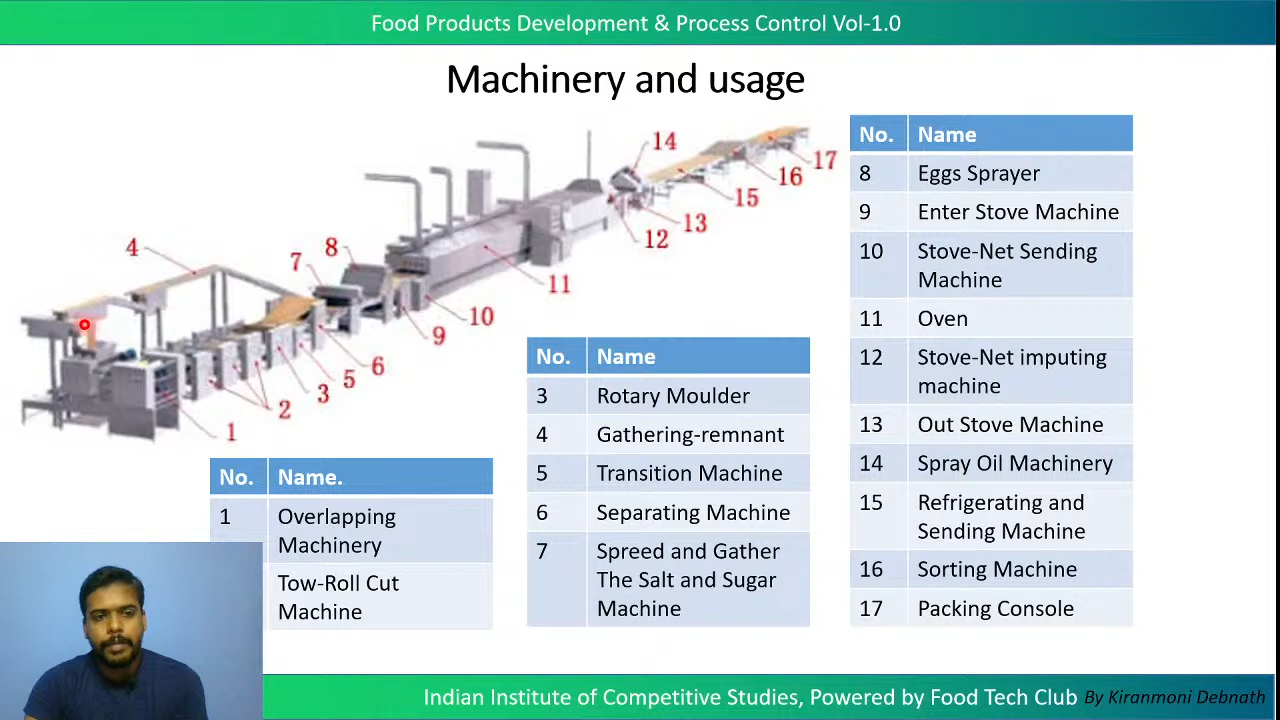 Food Products Development & Process Control Vol-1.0
Machinery and usage
4
7
8
14
17
16
15
13
12
11
10
9
6
5
3
2
1
No. Name.
1 Overlapping
Machinery
Tow-Roll Cut
Machine
No. Name
3 Rotary Moulder
4 Gathering-remnant
5 Transition Machine
6 Separating Machine
7 Spreed and Gather
The Salt and Sugar
Machine
No. Name
8 Eggs Sprayer
9 Enter Stove Machine
10 Stove-Net Sending
Machine
11 Oven
12 Stove-Net imputing
machine
13 Out Stove Machine
14 Spray Oil Machinery
15 Refrigerating and
Sending Machine
16 Sorting Machine
17 Packing Console
Indian Institute of Competitive Studies, Powered by Food Tech Club By Kiranmoni Debnath